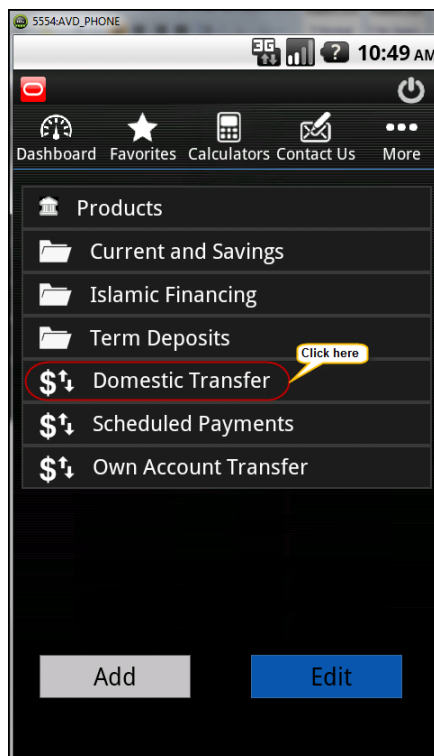 5554:AVD_PHONE
3G ? 10:49 AM
Dashboard Favorites Calculators Contact Us More
Products
Current and Savings
Islamic Financing
Term Deposits
Click here
$ Domestic Transfer
$ Scheduled Payments
$ Own Account Transfer
Add Edit